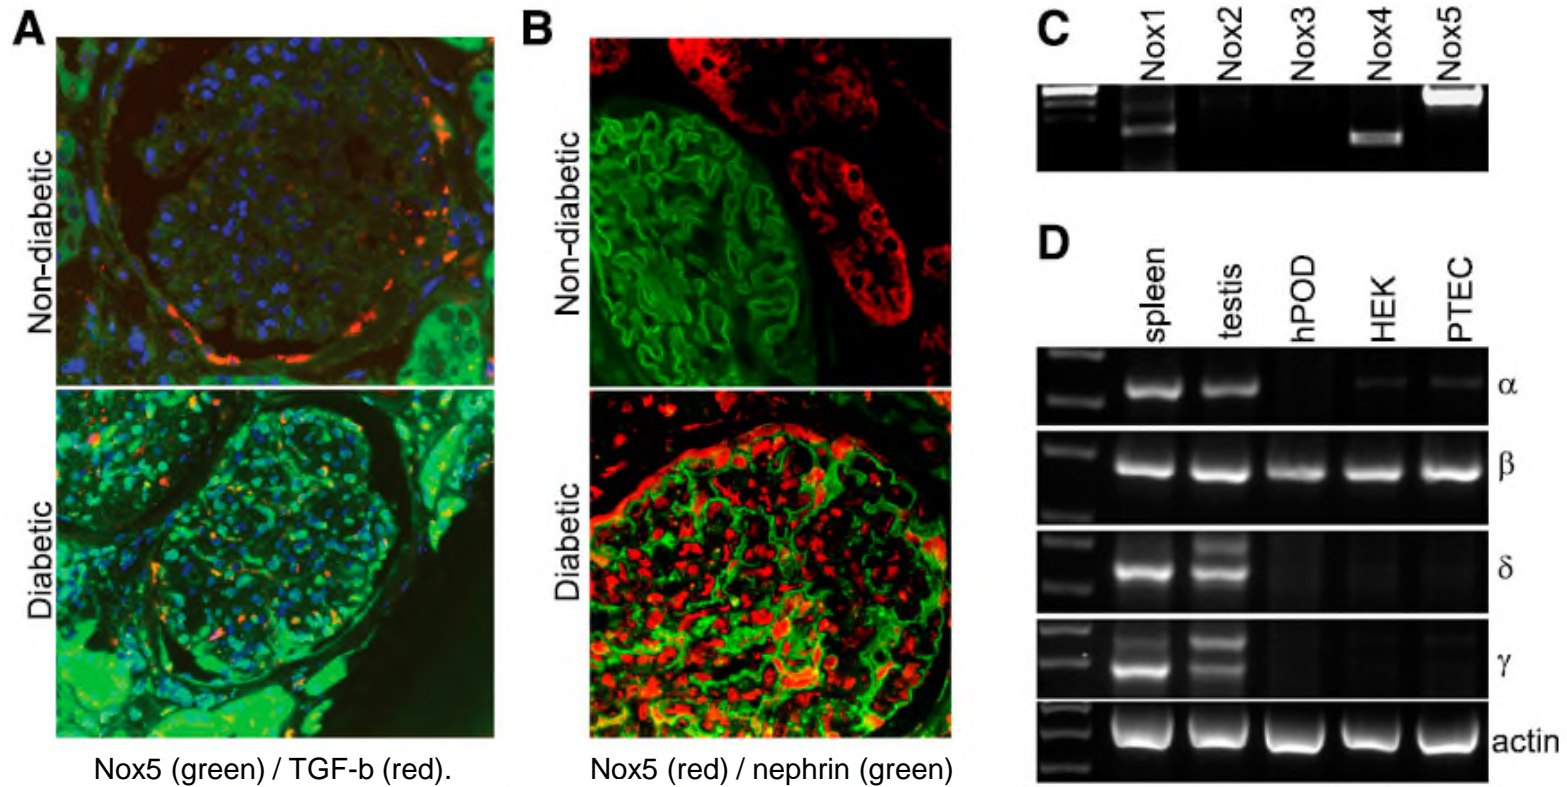 A
Non-diabetic
Diabetic
Nox5 (green) / TGF-b (red).
B
Non-diabetic
Diabetic
Nox5 (red) / nephrin (green)
C
Nox1
Nox2
Nox3
Nox4
Nox5
D
spleen
testis
hPOD
HEK
PTEC
α
β
δ
γ
actin